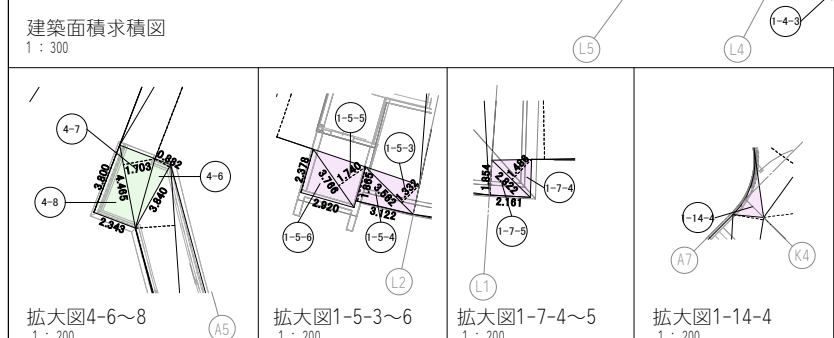 建築面積求積図
1 : 300
L5
L4
1-4-3
4-7
0.882
1.703
4-6
3.800
4.465
3.840
4-8
2.343
A5
拡大図4-6～8
1 : 200
1-5-5
1-5-3
2.378
1.740
3.766
1.865
3.562
1.332
2.920
3.122
1-5-6
1-5-4
L2
拡大図1-5-3～6
1 : 200
1.854
1.489
2.822
1-7-4
2.161
1-7-5
L1
拡大図1-7-4～5
1 : 200
1-14-4
A7
K4
拡大図1-14-4
1 : 200